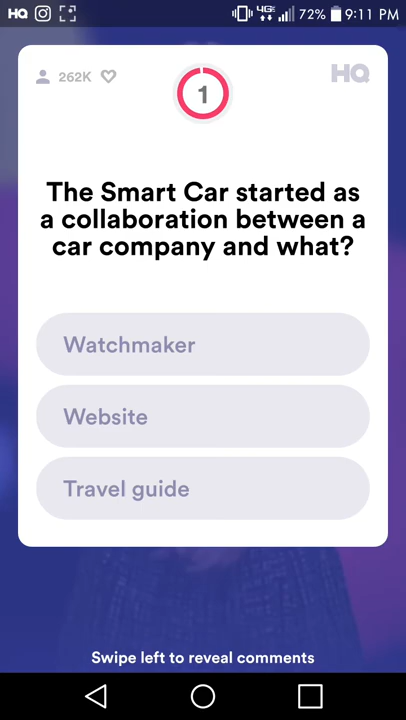 HQ 4GE 72% 9:11 PM
262K HQ
1
The Smart Car started as
a collaboration between a
car company and what?
Watchmaker
Website
Travel guide
Swipe left to reveal comments